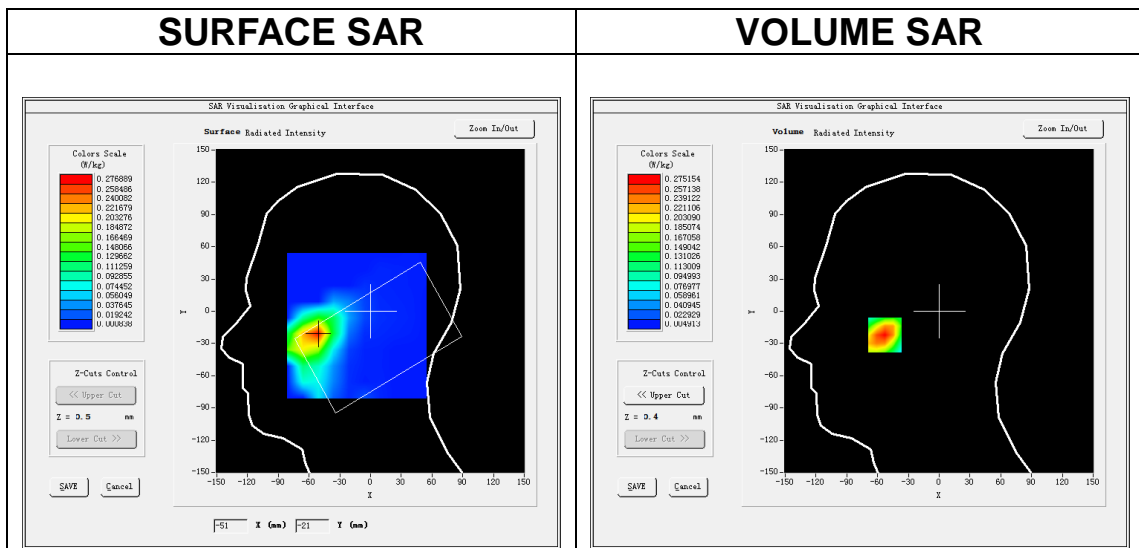 SURFACE SAR
VOLUME SAR
SAR Visualisation Graphical Interface
Surface Radiated Intensity
Zoom In/Out
Colors Scale
(W/kg)
0.276889
0.258486
0.240082
0.221679
0.203276
0.184872
0.166469
0.148066
0.129662
0.111259
0.092855
0.074452
0.056049
0.037645
0.019242
0.000838
Z-Cuts Control
<< Upper Cut
Z = 0.5 mm
Lower Cut >>
SAVE
Cancel
150-
120-
90-
60-
30-
0-
-30-
-60-
-90-
-120-
-150-
Y
-150 -120 -90 -60 -30 0 30 60 90 120 150
X
-51 X (mm) -21 Y (mm)
SAR Visualisation Graphical Interface
Volume Radiated Intensity
Zoom In/Out
Colors Scale
(W/kg)
0.275154
0.257138
0.239122
0.221106
0.203090
0.185074
0.167058
0.149042
0.131026
0.113009
0.094993
0.076977
0.058961
0.040945
0.022929
0.004913
Z-Cuts Control
<< Upper Cut
Z = 0.4 mm
Lower Cut >>
SAVE
Cancel
150-
120-
90-
60-
30-
0-
-30-
-60-
-90-
-120-
-150-
Y
-150 -120 -90 -60 -30 0 30 60 90 120 150
X